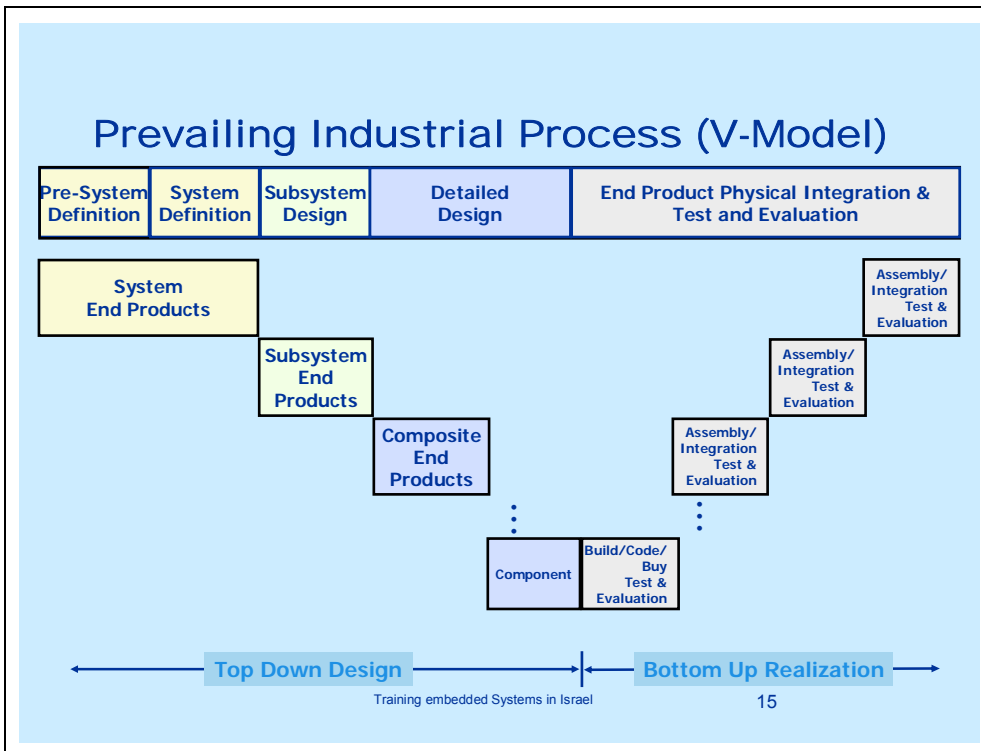 Prevailing Industrial Process (V-Model)
Pre-System
Definition
System
Definition
Subsystem
Design
Detailed
Design
End Product Physical Integration &
Test and Evaluation
System
End Products
Assembly/
Integration
Test &
Evaluation
Subsystem
End
Products
Assembly/
Integration
Test &
Evaluation
Composite
End
Products
Assembly/
Integration
Test &
Evaluation
Component
Build/Code/
Buy
Test &
Evaluation
Top Down Design
Bottom Up Realization
Training embedded Systems in Israel
15